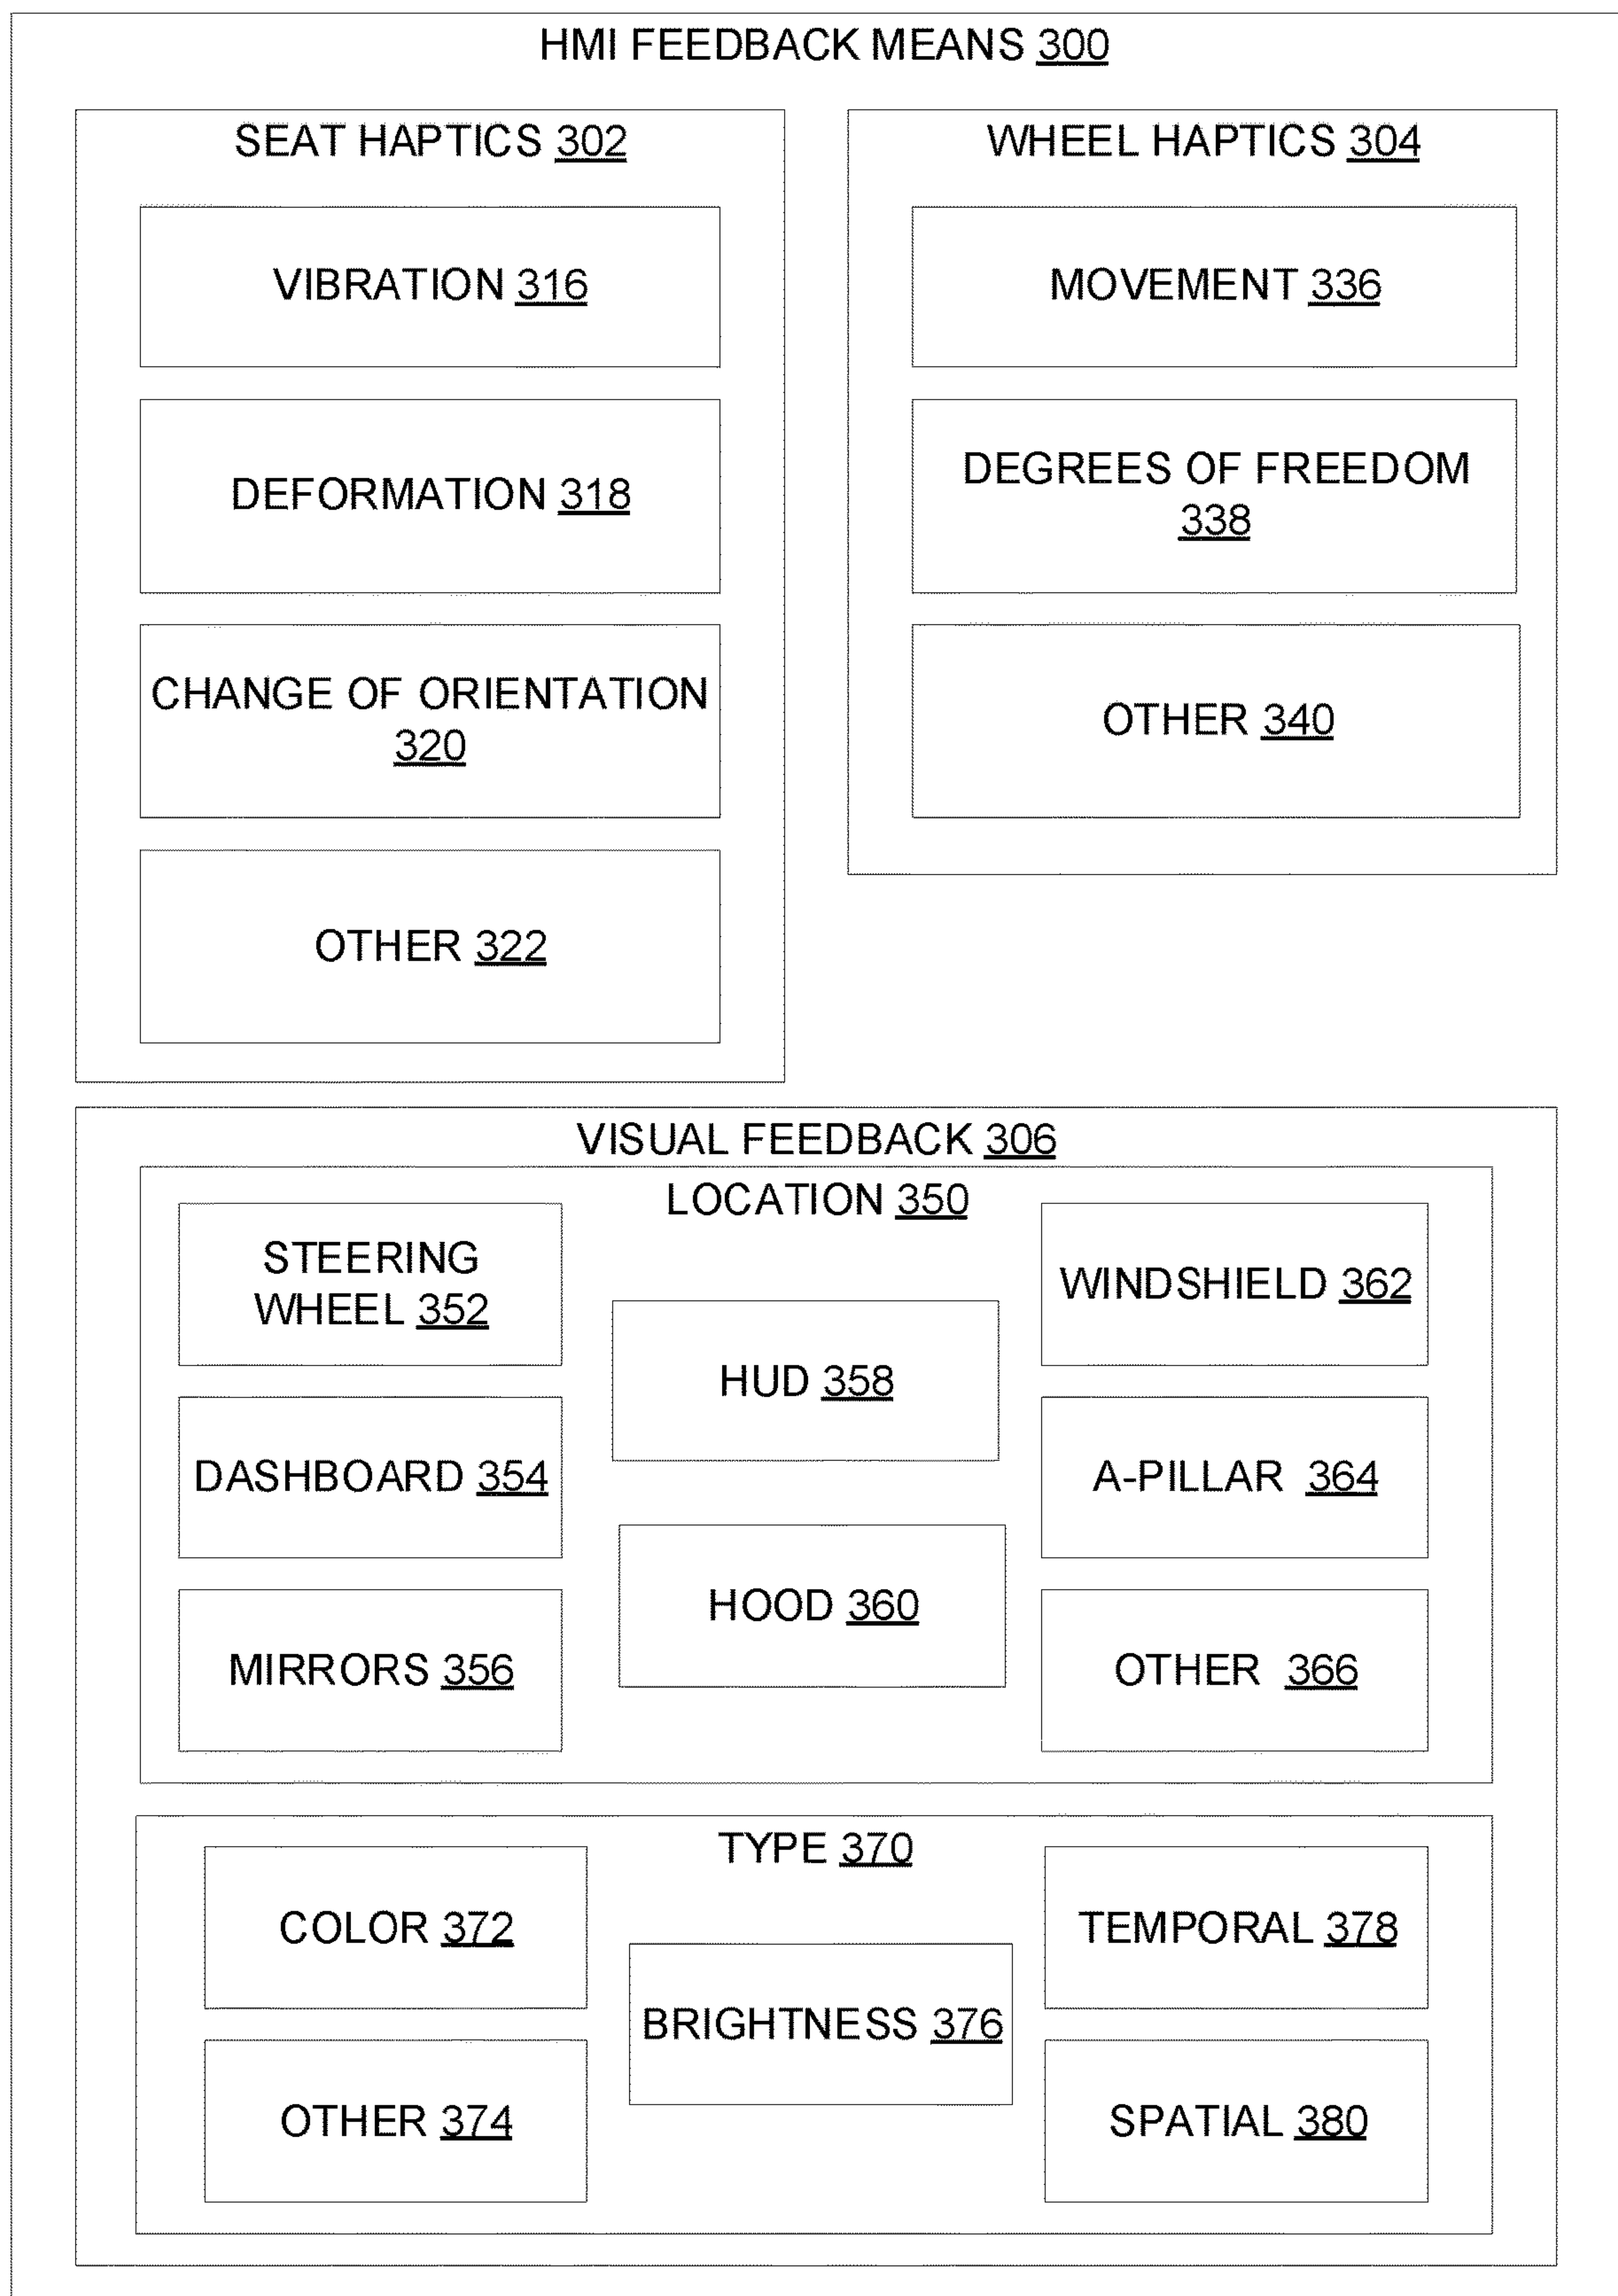 HMI FEEDBACK MEANS 300
SEAT HAPTICS 302
VIBRATION 316
DEFORMATION 318
CHANGE OF ORIENTATION
320
OTHER 322
WHEEL HAPTICS 304
MOVEMENT 336
DEGREES OF FREEDOM
338
OTHER 340
VISUAL FEEDBACK 306
LOCATION 350
STEERING
WHEEL 352
DASHBOARD 354
MIRRORS 356
HUD 358
HOOD 360
WINDSHIELD 362
A-PILLAR 364
OTHER 366
TYPE 370
COLOR 372
OTHER 374
BRIGHTNESS 376
TEMPORAL 378
SPATIAL 380